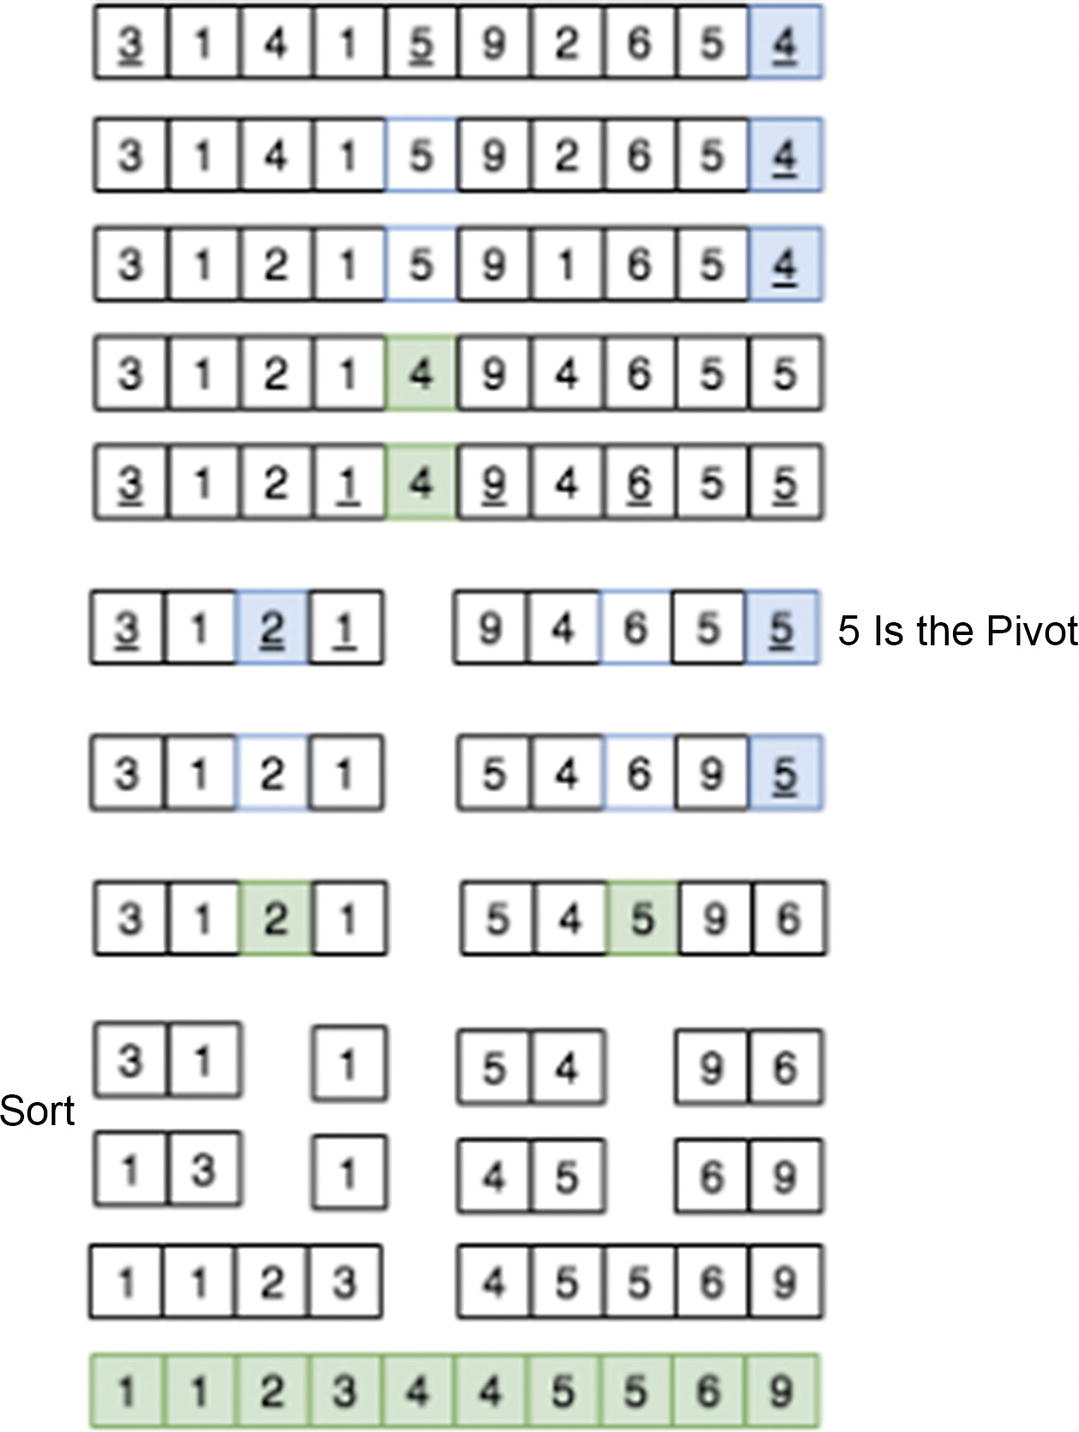 3 1 4 1 5 9 2 6 5 4
3 1 4 1 5 9 2 6 5 4
3 1 2 1 5 9 1 6 5 4
3 1 2 1 4 9 4 6 5 5
3 1 2 1 4 9 4 6 5 5
3 1 2 1 9 4 6 5 5 5 Is the Pivot
3 1 2 1 5 4 6 9 5
3 1 2 1 5 4 5 9 6
3 1 1 5 4 9 6
Sort
1 3 1 4 5 6 9
1 1 2 3 4 5 5 6 9
1 1 2 3 4 4 5 5 6 9